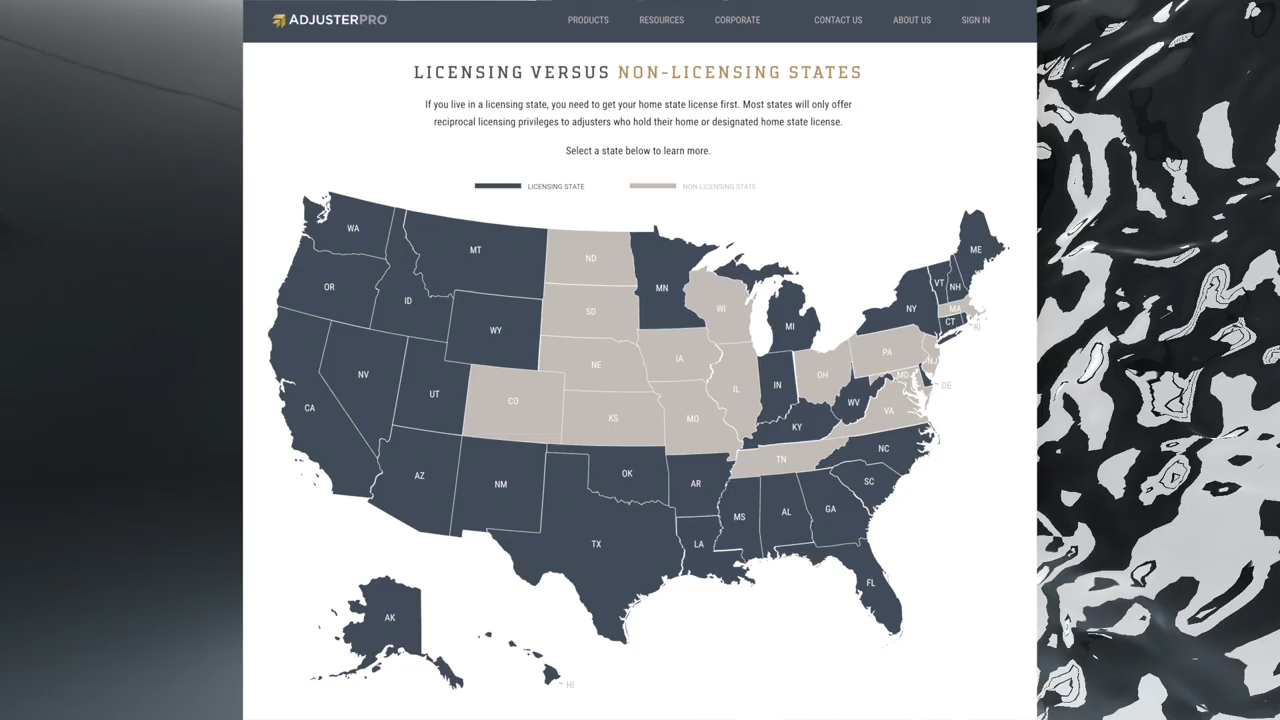 ADJUSTERPRO
PRODUCTS RESOURCES CORPORATE CONTACT US ABOUT US SIGN IN
LICENSING VERSUS NON-LICENSING STATES
If you live in a licensing state, you need to get your home state license first. Most states will only offer
reciprocal licensing privileges to adjusters who hold their home or designated home state license.
Select a state below to learn more.
LICENSING STATE NON-LICENSING STATE
WA
MT
ND
ME
OR
ID
MN
VT
NH
WY
SD
WI
NY
MA
MI
CT
RI
NV
NE
IA
PA
NJ
UT
CO
KS
MO
IL
IN
OH
MD
DE
CA
WV
VA
KY
AZ
NM
OK
AR
TN
NC
SC
TX
LA
MS
AL
GA
FL
AK
HI